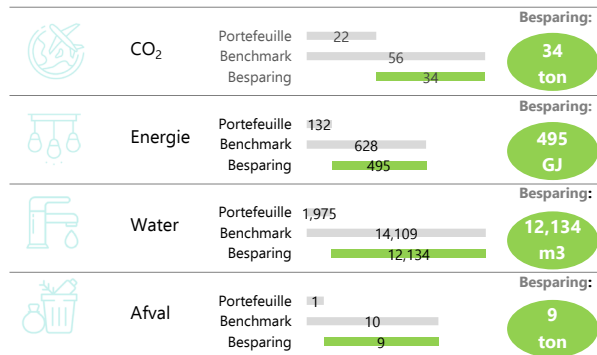 Besparing:
CO2
Portefeuille 22
Benchmark 56
Besparing 34
34
ton
Besparing:
Energie
Portefeuille 132
Benchmark 628
Besparing 495
495
GJ
Besparing:
Water
Portefeuille 1,975
Benchmark 14,109
Besparing 12,134
12,134
m3
Besparing:
Afval
Portefeuille 1
Benchmark 10
Besparing 9
9
ton